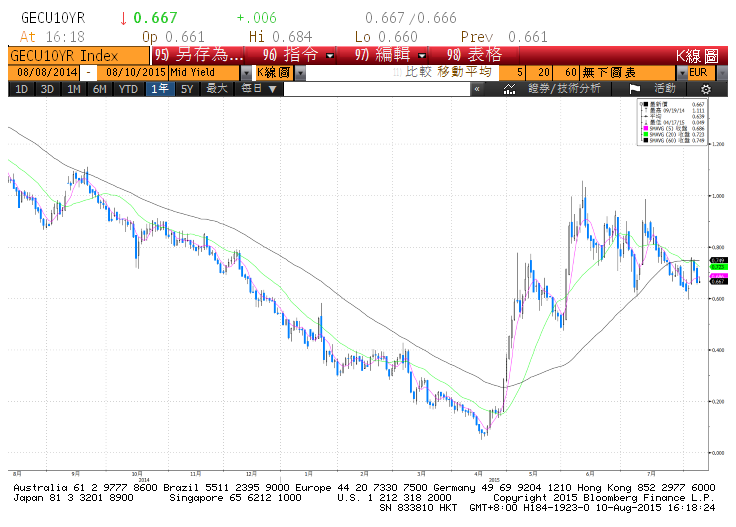 GECU10YR ↓ 0.667 +.006 0.667/0.666
At 16:18 Op 0.661 Hi 0.684 Lo 0.660 Prev 0.661
GECU10YR Index 95) 另存為... 96) 指令 97) 編輯 98) 表格 K線圖
08/08/2014 - 08/10/2015 Mid Yield K線圖 比較 移動平均 5 20 60 無下圖表 EUR
1D 3D 1M 6M YTD 1年 5Y 最大 每日 « 證券/技術分析 活動
最新價 0.667
最高 09/19/14 1.111
平均 0.639
最低 04/17/15 0.049
SMAVG (5) 收盤 0.686
SMAVG (20) 收盤 0.723
SMAVG (60) 收盤 0.749
1.200
1.000
0.800
0.749
0.723
0.667
0.600
0.400
0.200
0.000
8月 9月 10月 11月 12月 1月 2月 3月 4月 5月 6月 7月
2014 2015
Australia 61 2 9777 8600 Brazil 5511 2395 9000 Europe 44 20 7330 7500 Germany 49 69 9204 1210 Hong Kong 852 2977 6000
Japan 81 3 3201 8900 Singapore 65 6212 1000 U.S. 1 212 318 2000 Copyright 2015 Bloomberg Finance L.P.
SN 833810 HKT GMT+8:00 H184-1923-0 10-Aug-2015 16:18:24